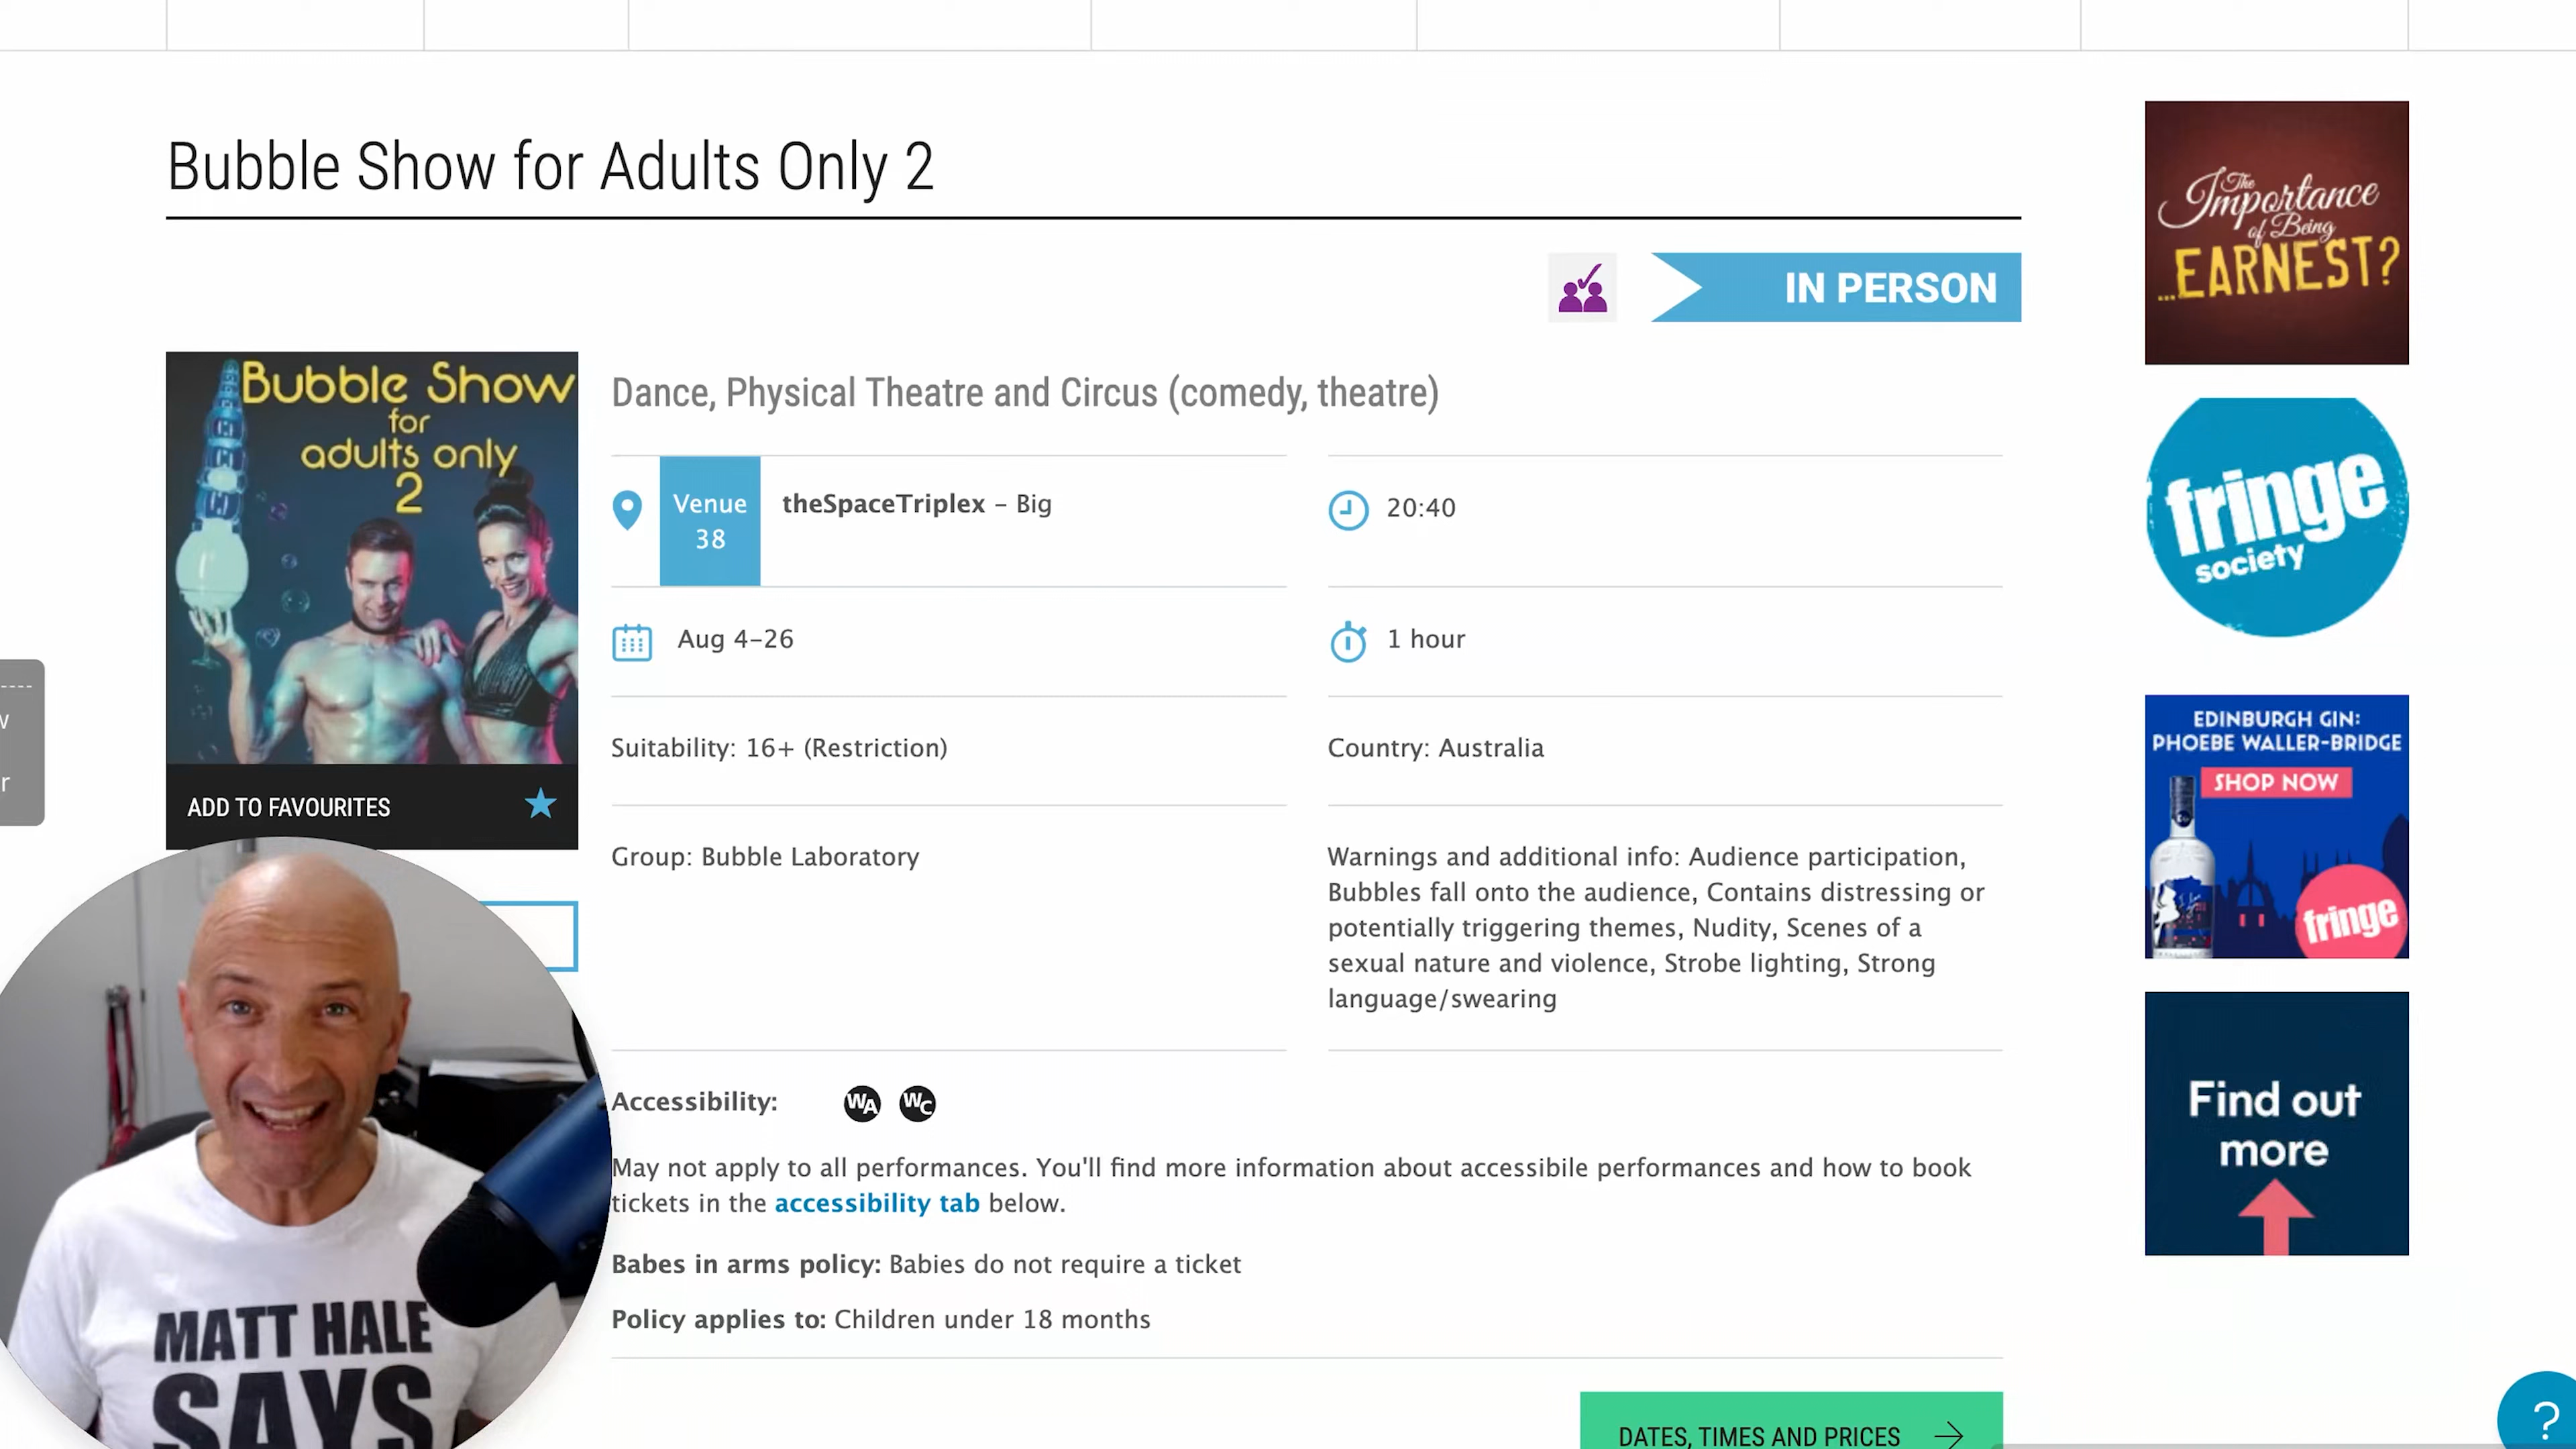 Bubble Show for Adults Only 2
IN PERSON
Bubble Show
for
adults only
2
ADD TO FAVOURITES
Dance, Physical Theatre and Circus (comedy, theatre)
Venue
38
theSpaceTriplex – Big
20:40
Aug 4-26
1 hour
Suitability: 16+ (Restriction)
Country: Australia
Group: Bubble Laboratory
Warnings and additional info: Audience participation,
Bubbles fall onto the audience, Contains distressing or
potentially triggering themes, Nudity, Scenes of a
sexual nature and violence, Strobe lighting, Strong
language/swearing
Accessibility:
WA
WC
May not apply to all performances. You'll find more information about accessibile performances and how to book
tickets in the accessibility tab below.
Babes in arms policy: Babies do not require a ticket
Policy applies to: Children under 18 months
DATES, TIMES AND PRICES
MATT HALE
SAYS
The
Importance
of Being
...EARNEST?
fringe
society
EDINBURGH GIN:
PHOEBE WALLER-BRIDGE
SHOP NOW
fringe
Find out
more
?